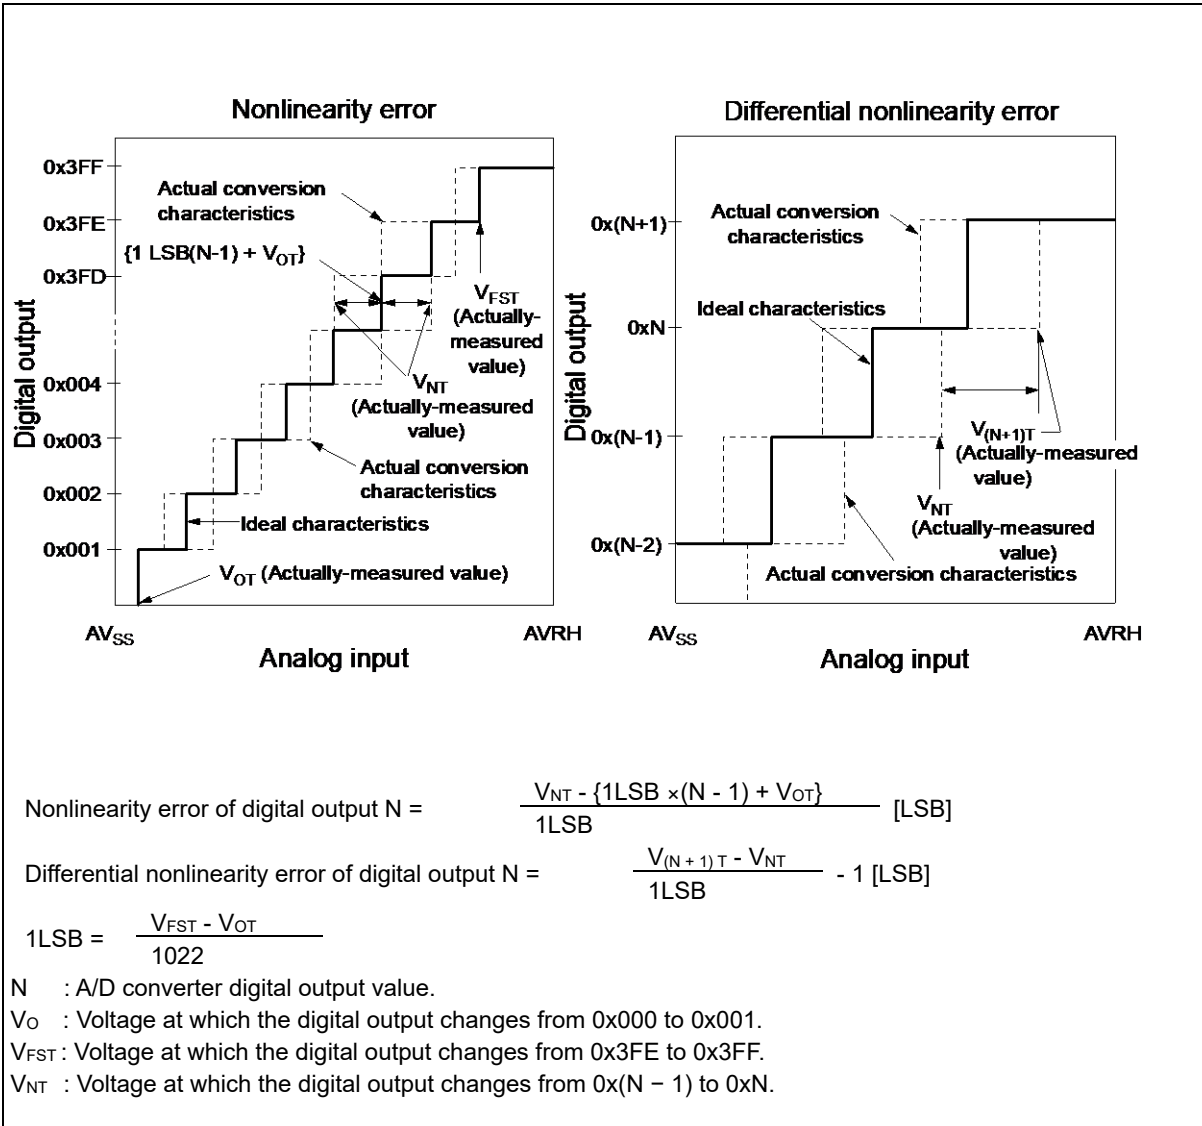 Nonlinearity error
0x3FF
0x3FE
0x3FD
0x004
0x003
0x002
0x001
Digital output
Actual conversion
characteristics
{1 LSB(N-1) + VOT}
VFST
(Actually-
measured
value)
VNT
(Actually-measured
value)
Actual conversion
characteristics
Ideal characteristics
VOT (Actually-measured value)
AVSS
AVRH
Analog input
Differential nonlinearity error
0x(N+1)
0xN
0x(N-1)
0x(N-2)
Digital output
Actual conversion
characteristics
Ideal characteristics
V(N+1)T
(Actually-measured
value)
VNT
(Actually-measured
value)
Actual conversion characteristics
AVSS
AVRH
Analog input
Nonlinearity error of digital output N =
VNT - {1LSB ×(N - 1) + VOT}
1LSB
[LSB]
Differential nonlinearity error of digital output N =
V(N + 1) T - VNT
1LSB
- 1 [LSB]
1LSB =
VFST - VOT
1022
N : A/D converter digital output value.
VO : Voltage at which the digital output changes from 0x000 to 0x001.
VFST : Voltage at which the digital output changes from 0x3FE to 0x3FF.
VNT : Voltage at which the digital output changes from 0x(N − 1) to 0xN.